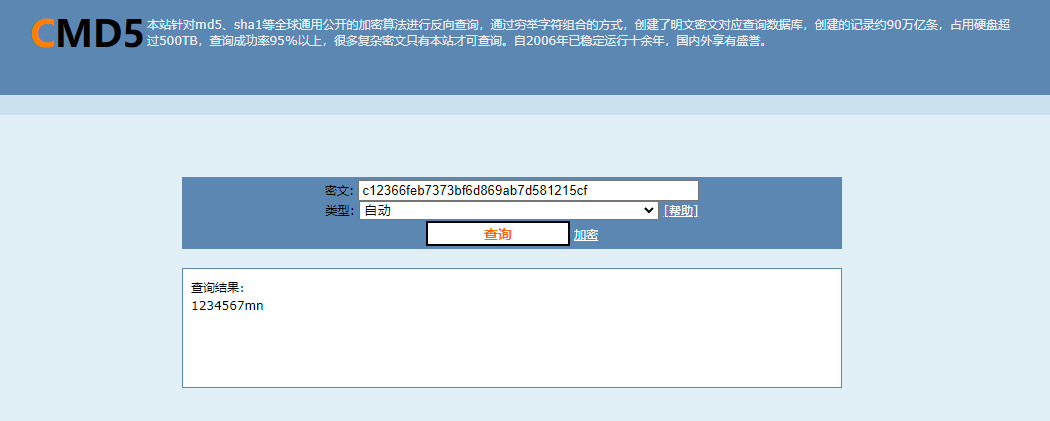 CMD5
本站针对md5、sha1等全球通用公开的加密算法进行反向查询，通过穷举字符组合的方式，创建了明文密文对应查询数据库，创建的记录约90万亿条，占用硬盘超
过500TB，查询成功率95%以上，很多复杂密文只有本站才可查询。自2006年已稳定运行十余年，国内外享有盛誉。
密文: c12366feb7373bf6d869ab7d581215cf
类型: 自动 [帮助]
查询 加密
查询结果:
1234567mn